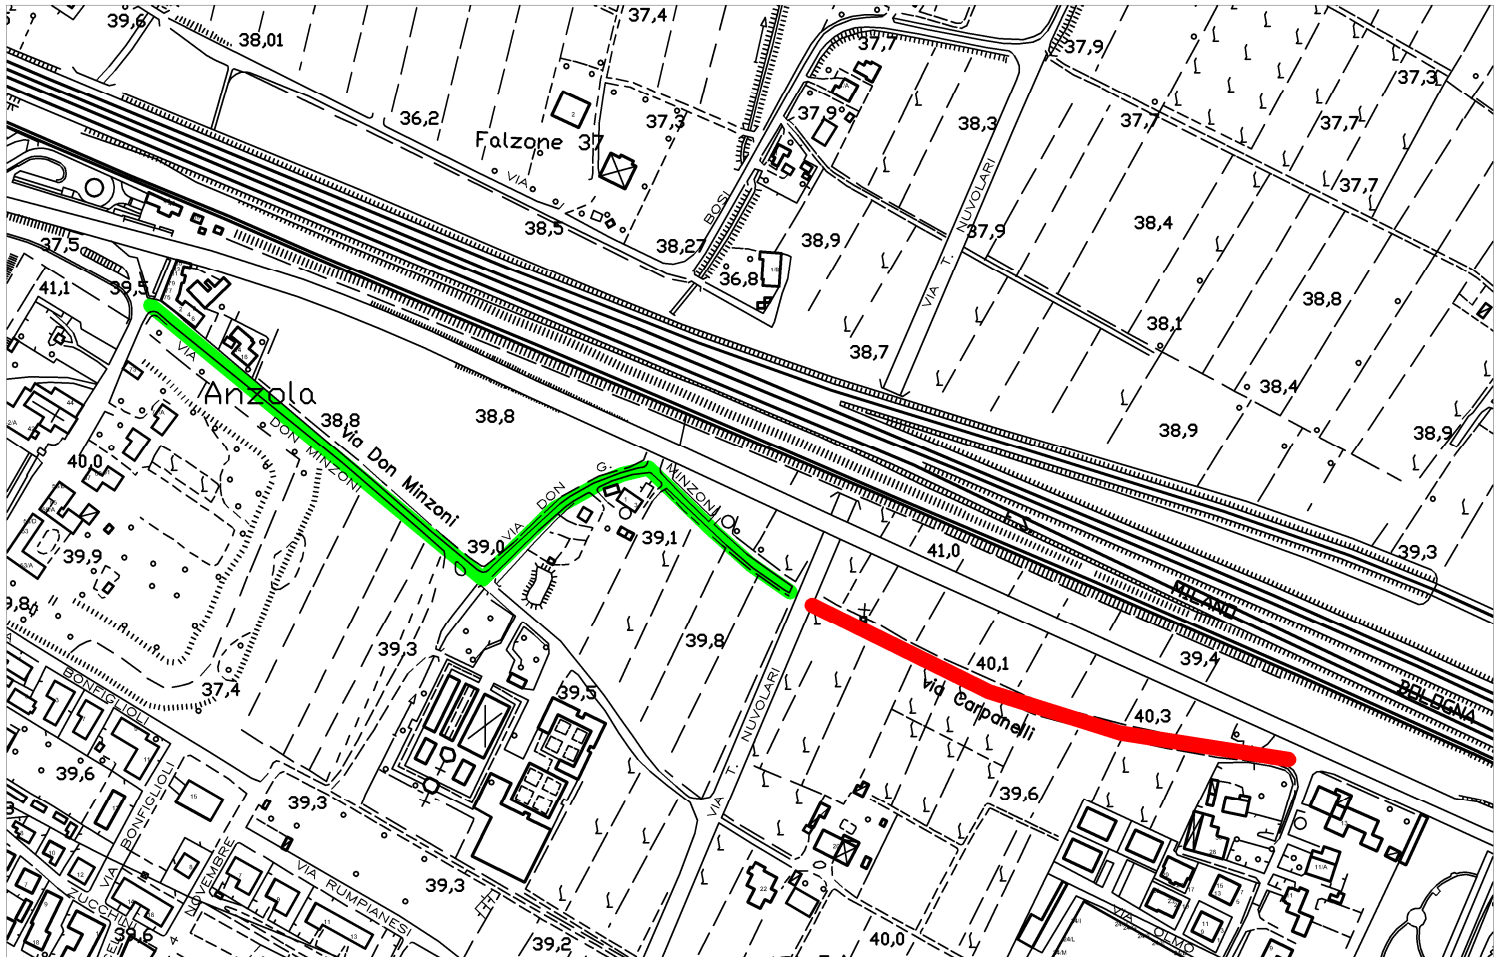 39,6
38,01
37,4
37,7
37,9
37,3
36,2
Falzone
37
37,3
37,9
38,3
37,7
37,7
VIA
BOSI
38,5
38,27
38,9
36,8
VIA T. NUVOLARI
37,9
38,4
37,7
37,5
41,1
39,5
38,8
38,1
38,7
38,4
VIA
Anzola
38,8
38,8
DON MINZONI
Via Don Minzoni
38,9
38,9
40,0
G.
MINZONI
VIA DON
39,0
39,1
41,0
39,3
39,9
MILANO
9,8
39,3
39,8
40,1
39,4
BOLOGNA
BONFIGLIOLI
37,4
39,5
VIA T. NUVOLARI
via Carpanelli
40,3
39,6
39,3
39,6
VIA BONFIGLIOLI
NOVEMBRE
4
VIA RUMPIANESI
39,3
ZUCCHINI
39,6
39,2
40,0
VIA OLMO